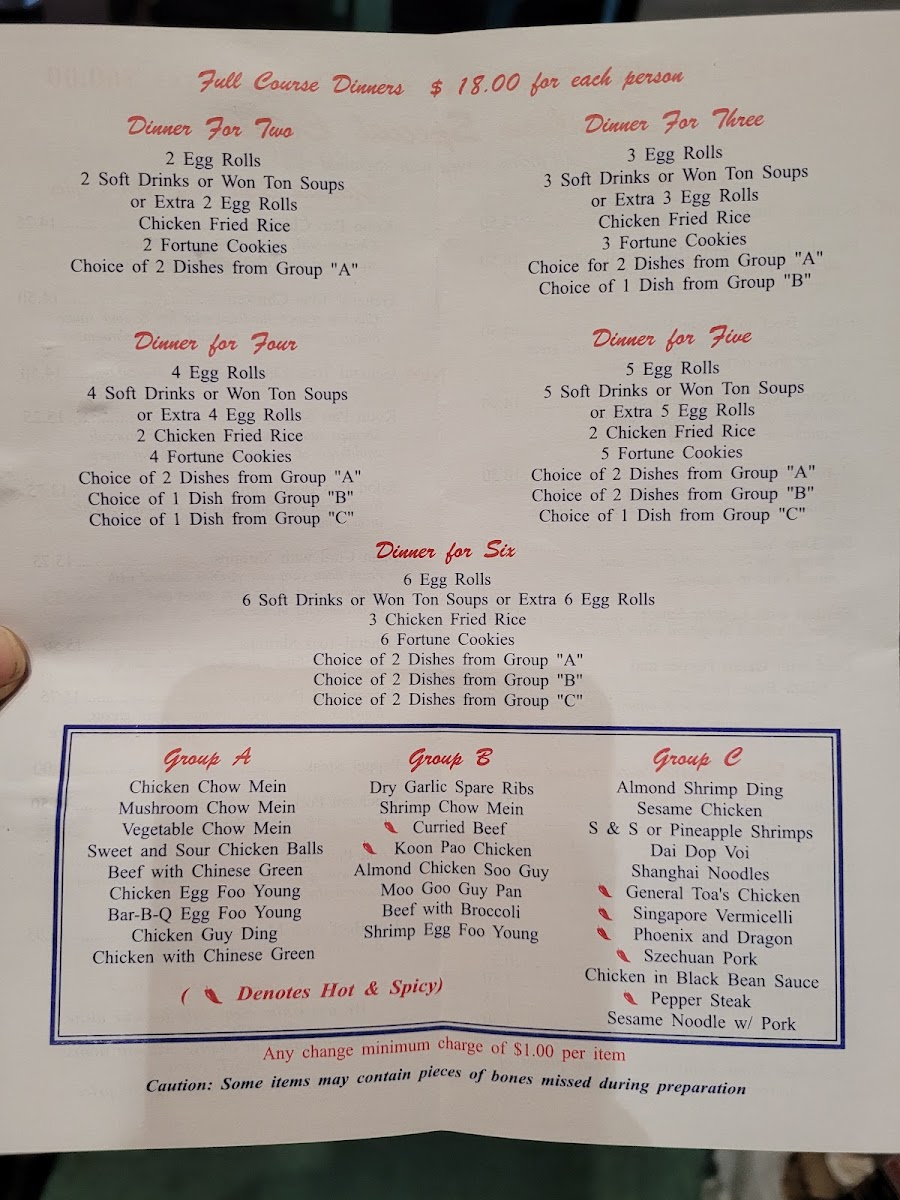 Full Course Dinners $ 18.00 for each person
Dinner For Two
2 Egg Rolls
2 Soft Drinks or Won Ton Soups
or Extra 2 Egg Rolls
Chicken Fried Rice
2 Fortune Cookies
Choice of 2 Dishes from Group "A"
Dinner For Three
3 Egg Rolls
3 Soft Drinks or Won Ton Soups
or Extra 3 Egg Rolls
Chicken Fried Rice
3 Fortune Cookies
Choice for 2 Dishes from Group "A"
Choice of 1 Dish from Group "B"
Dinner for Four
4 Egg Rolls
4 Soft Drinks or Won Ton Soups
or Extra 4 Egg Rolls
2 Chicken Fried Rice
4 Fortune Cookies
Choice of 2 Dishes from Group "A"
Choice of 1 Dish from Group "B"
Choice of 1 Dish from Group "C"
Dinner for Five
5 Egg Rolls
5 Soft Drinks or Won Ton Soups
or Extra 5 Egg Rolls
2 Chicken Fried Rice
5 Fortune Cookies
Choice of 2 Dishes from Group "A"
Choice of 2 Dishes from Group "B"
Choice of 1 Dish from Group "C"
Dinner for Six
6 Egg Rolls
6 Soft Drinks or Won Ton Soups or Extra 6 Egg Rolls
3 Chicken Fried Rice
6 Fortune Cookies
Choice of 2 Dishes from Group "A"
Choice of 2 Dishes from Group "B"
Choice of 2 Dishes from Group "C"
Group A
Chicken Chow Mein
Mushroom Chow Mein
Vegetable Chow Mein
Sweet and Sour Chicken Balls
Beef with Chinese Green
Chicken Egg Foo Young
Bar-B-Q Egg Foo Young
Chicken Guy Ding
Chicken with Chinese Green
Group B
Dry Garlic Spare Ribs
Shrimp Chow Mein
Curried Beef
Koon Pao Chicken
Almond Chicken Soo Guy
Moo Goo Guy Pan
Beef with Broccoli
Shrimp Egg Foo Young
Group C
Almond Shrimp Ding
Sesame Chicken
S & S or Pineapple Shrimps
Dai Dop Voi
Shanghai Noodles
General Toa's Chicken
Singapore Vermicelli
Phoenix and Dragon
Szechuan Pork
Chicken in Black Bean Sauce
Pepper Steak
Sesame Noodle w/ Pork
( Denotes Hot & Spicy)
Any change minimum charge of $1.00 per item
Caution: Some items may contain pieces of bones missed during preparation